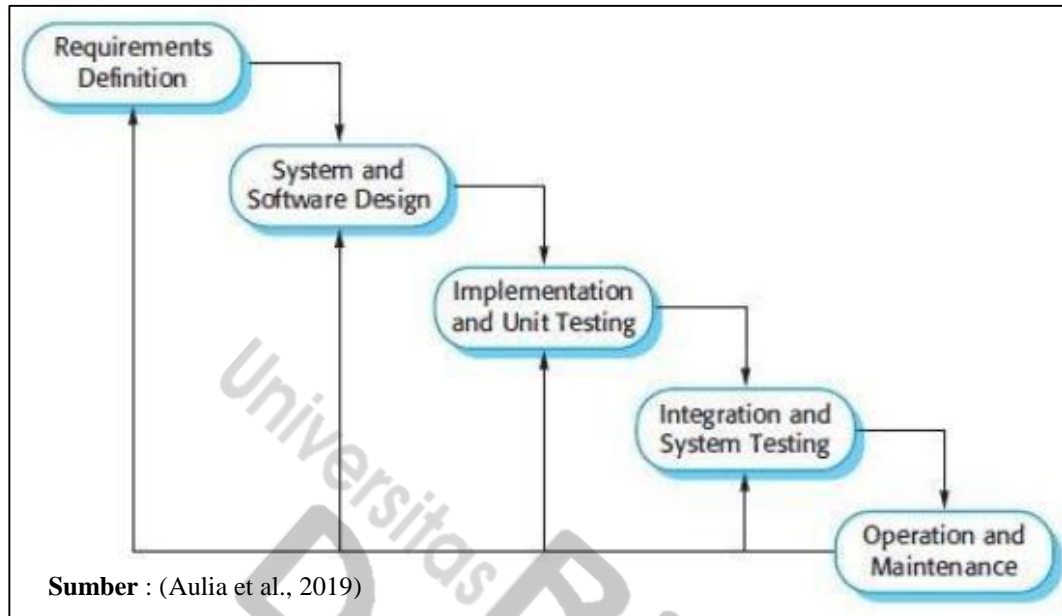 Requirements
Definition
System and
Software Design
Implementation
and Unit Testing
Integration and
System Testing
Operation and
Maintenance
Universitas
Sumber : (Aulia et al., 2019)